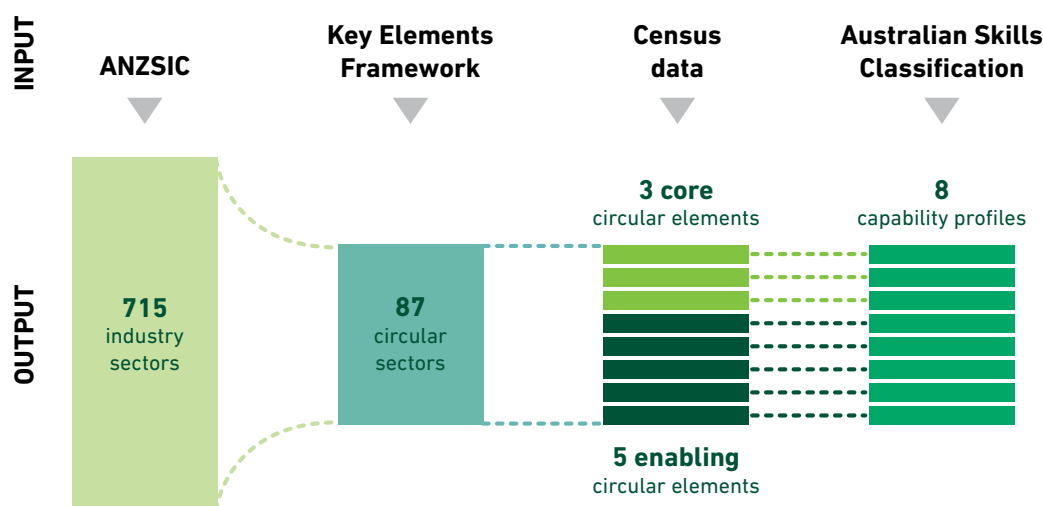 INPUT
ANZSIC
Key Elements
Framework
Census
data
Australian Skills
Classification
OUTPUT
715
industry
sectors
87
circular
sectors
3 core
circular elements
5 enabling
circular elements
8
capability profiles